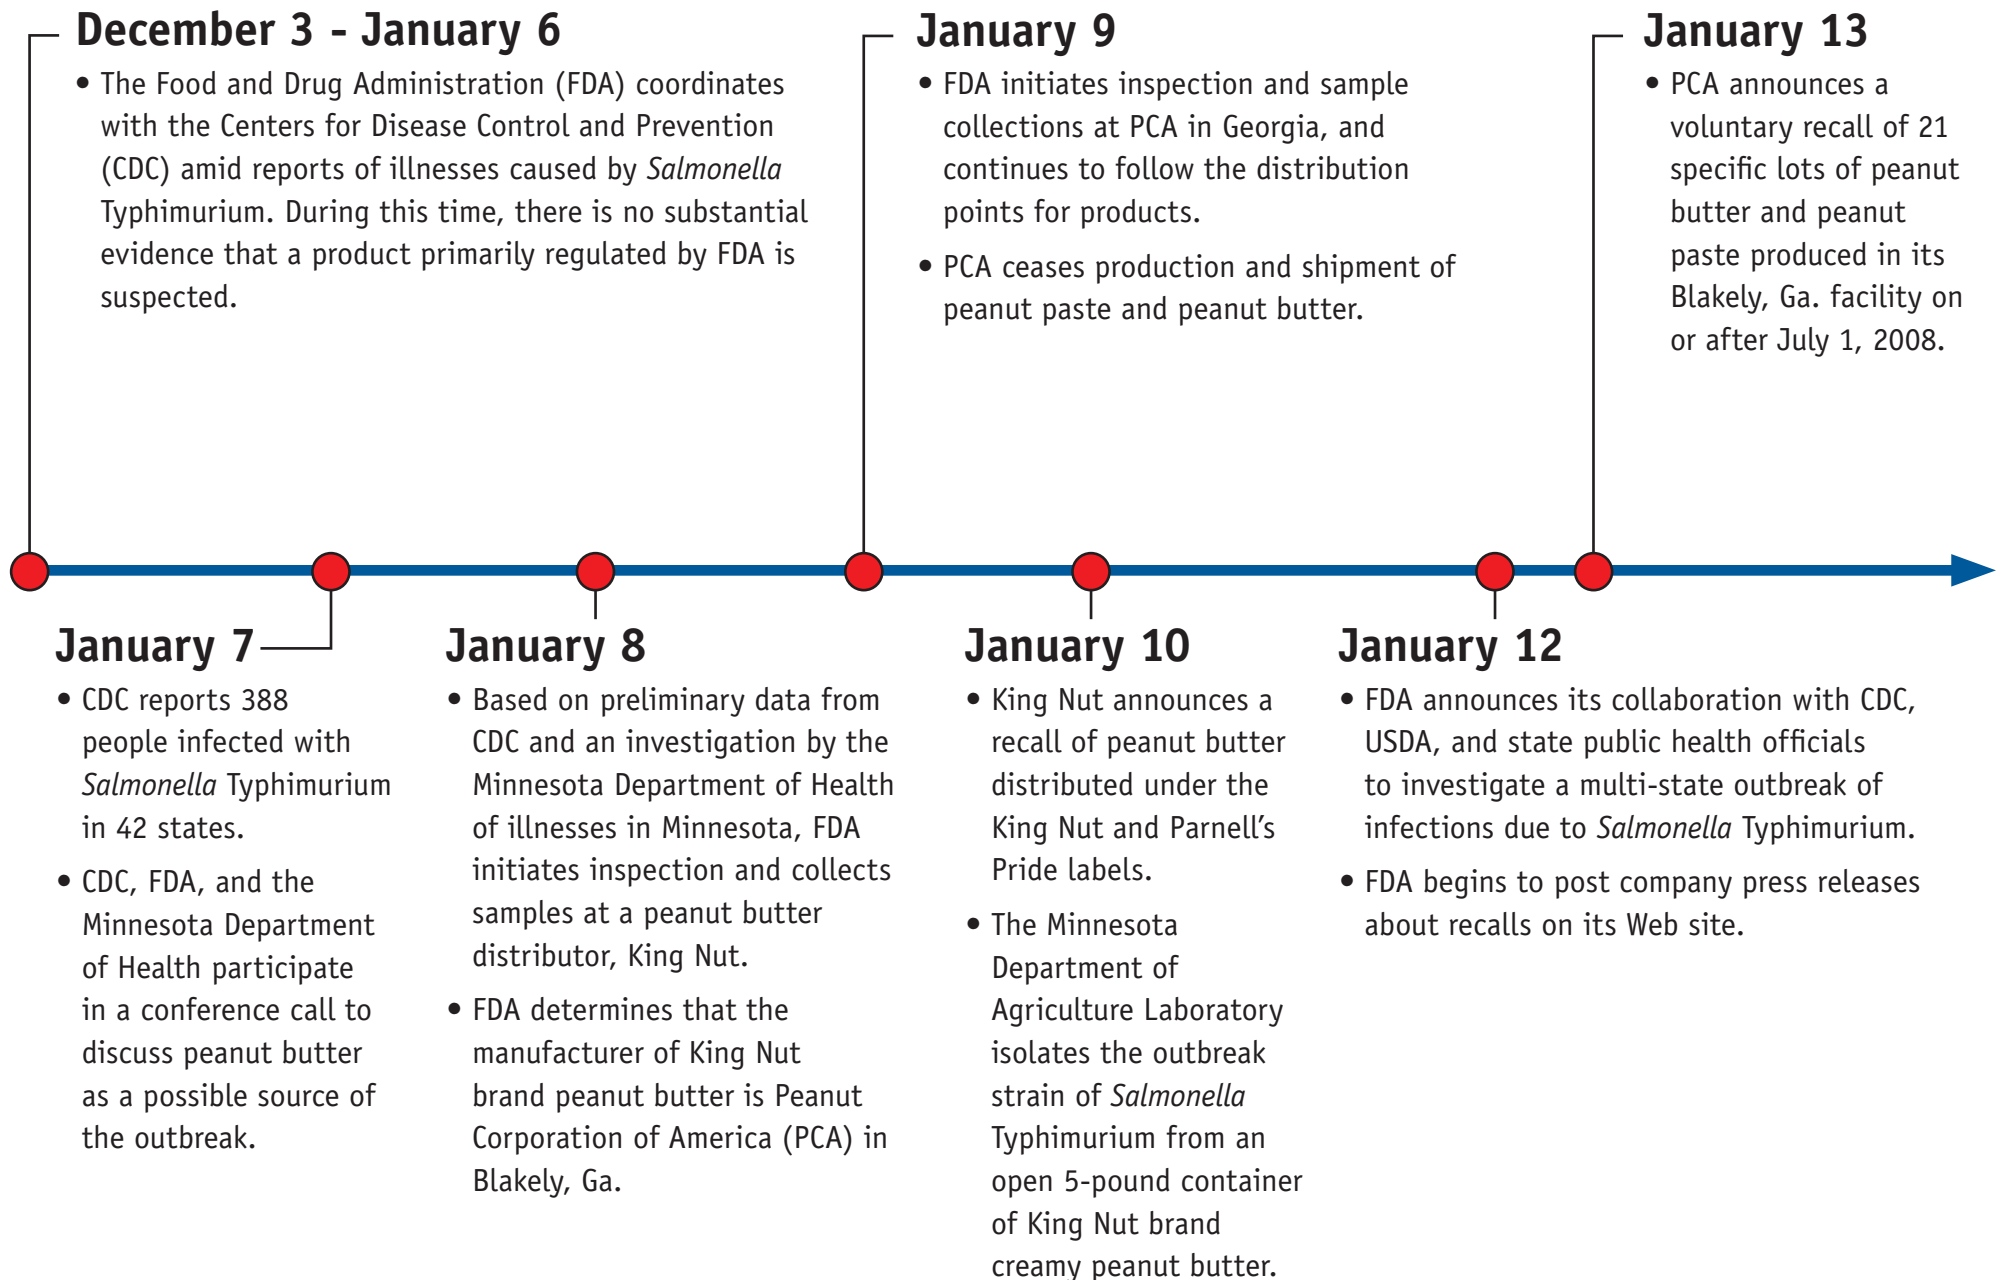 December 3 - January 6
• The Food and Drug Administration (FDA) coordinates
with the Centers for Disease Control and Prevention
(CDC) amid reports of illnesses caused by Salmonella
Typhimurium. During this time, there is no substantial
evidence that a product primarily regulated by FDA is
suspected.
January 9
• FDA initiates inspection and sample
collections at PCA in Georgia, and
continues to follow the distribution
points for products.
• PCA ceases production and shipment of
peanut paste and peanut butter.
January 13
• PCA announces a
voluntary recall of 21
specific lots of peanut
butter and peanut
paste produced in its
Blakely, Ga. facility on
or after July 1, 2008.
January 7
• CDC reports 388
people infected with
Salmonella Typhimurium
in 42 states.
• CDC, FDA, and the
Minnesota Department
of Health participate
in a conference call to
discuss peanut butter
as a possible source of
the outbreak.
January 8
• Based on preliminary data from
CDC and an investigation by the
Minnesota Department of Health
of illnesses in Minnesota, FDA
initiates inspection and collects
samples at a peanut butter
distributor, King Nut.
• FDA determines that the
manufacturer of King Nut
brand peanut butter is Peanut
Corporation of America (PCA) in
Blakely, Ga.
January 10
• King Nut announces a
recall of peanut butter
distributed under the
King Nut and Parnell's
Pride labels.
• The Minnesota
Department of
Agriculture Laboratory
isolates the outbreak
strain of Salmonella
Typhimurium from an
open 5-pound container
of King Nut brand
creamy peanut butter.
January 12
• FDA announces its collaboration with CDC,
USDA, and state public health officials
to investigate a multi-state outbreak of
infections due to Salmonella Typhimurium.
• FDA begins to post company press releases
about recalls on its Web site.